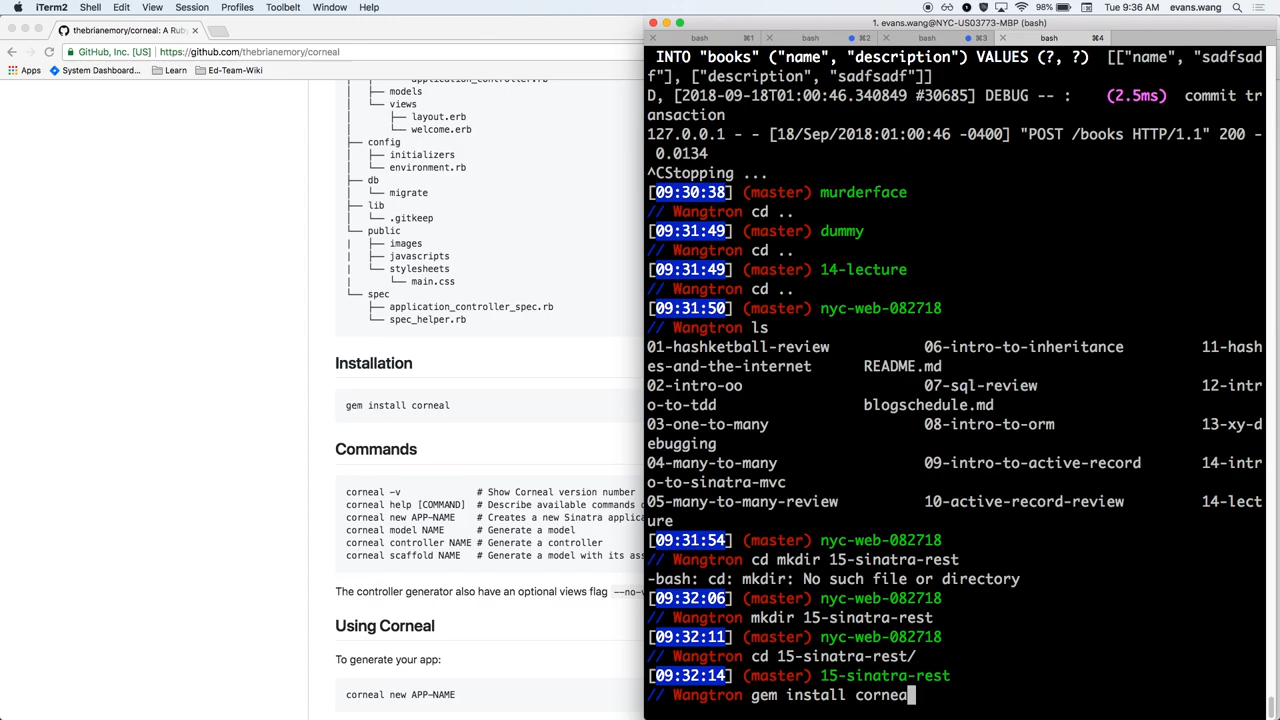 iTerm2 Shell Edit View Session Profiles Toolbelt Window Help 98% Tue 9:36 AM evans.wang
thebrianemory/corneal: A Rub
GitHub, Inc. [US] https://github.com/thebrianemory/corneal
Apps System Dashboard... Learn Ed-Team-Wiki
application_controller.rb
├── models
└── views
├── layout.erb
└── welcome.erb
├── config
├── initializers
└── environment.rb
├── db
└── migrate
├── lib
└── .gitkeep
└── public
| ├── images
| ├── javascripts
| └── stylesheets
| └── main.css
└── spec
├── application_controller_spec.rb
└── spec_helper.rb
Installation
gem install corneal
Commands
corneal -v # Show Corneal version number
corneal help [COMMAND] # Describe available commands
corneal new APP-NAME # Creates a new Sinatra applic
corneal model NAME # Generate a model
corneal controller NAME # Generate a controller
corneal scaffold NAME # Generate a model with its ass
The controller generator also have an optional views flag --no-v
Using Corneal
To generate your app:
corneal new APP-NAME
1. evans.wang@NYC-US03773-MBP (bash)
bash ⌘1 bash ⌘2 bash ⌘3 bash ⌘4
INTO "books" ("name", "description") VALUES (?, ?) [["name", "sadfsad
f"], ["description", "sadfsadf"]]
D, [2018-09-18T01:00:46.340849 #30685] DEBUG -- : (2.5ms) commit tr
ansaction
127.0.0.1 - - [18/Sep/2018:01:00:46 -0400] "POST /books HTTP/1.1" 200 -
0.0134
^CStopping ...
[09:30:38] (master) murderface
// Wangtron cd ..
[09:31:49] (master) dummy
// Wangtron cd ..
[09:31:49] (master) 14-lecture
// Wangtron cd ..
[09:31:50] (master) nyc-web-082718
// Wangtron ls
01-hashketball-review 06-intro-to-inheritance 11-hash
es-and-the-internet README.md
02-intro-oo 07-sql-review 12-intr
o-to-tdd blogschedule.md
03-one-to-many 08-intro-to-orm 13-xy-d
ebugging
04-many-to-many 09-intro-to-active-record 14-intr
o-to-sinatra-mvc
05-many-to-many-review 10-active-record-review 14-lect
ure
[09:31:54] (master) nyc-web-082718
// Wangtron cd mkdir 15-sinatra-rest
-bash: cd: mkdir: No such file or directory
[09:32:06] (master) nyc-web-082718
// Wangtron mkdir 15-sinatra-rest
[09:32:11] (master) nyc-web-082718
// Wangtron cd 15-sinatra-rest/
[09:32:14] (master) 15-sinatra-rest
// Wangtron gem install cornea